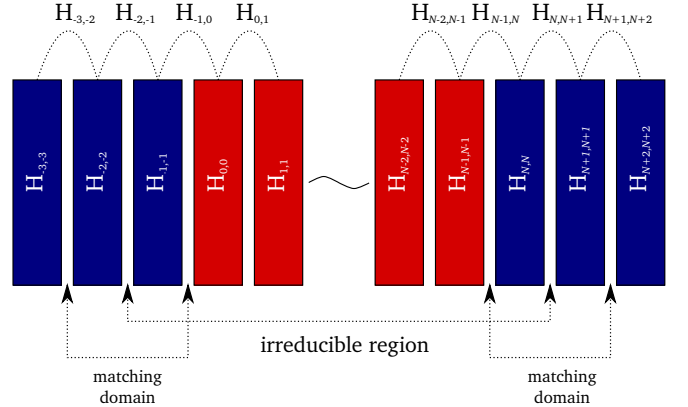 H-3,-2 H-2,-1 H-1,0 H0,1 HN-2,N-1 HN-1,N HN,N+1 HN+1,N+2
H-3,-3 H-2,-2 H-1,-1 H0,0 H1,1 HN-2,N-2 HN-1,N-1 HN,N HN+1,N+1 HN+2,N+2
irreducible region
matching
domain
matching
domain